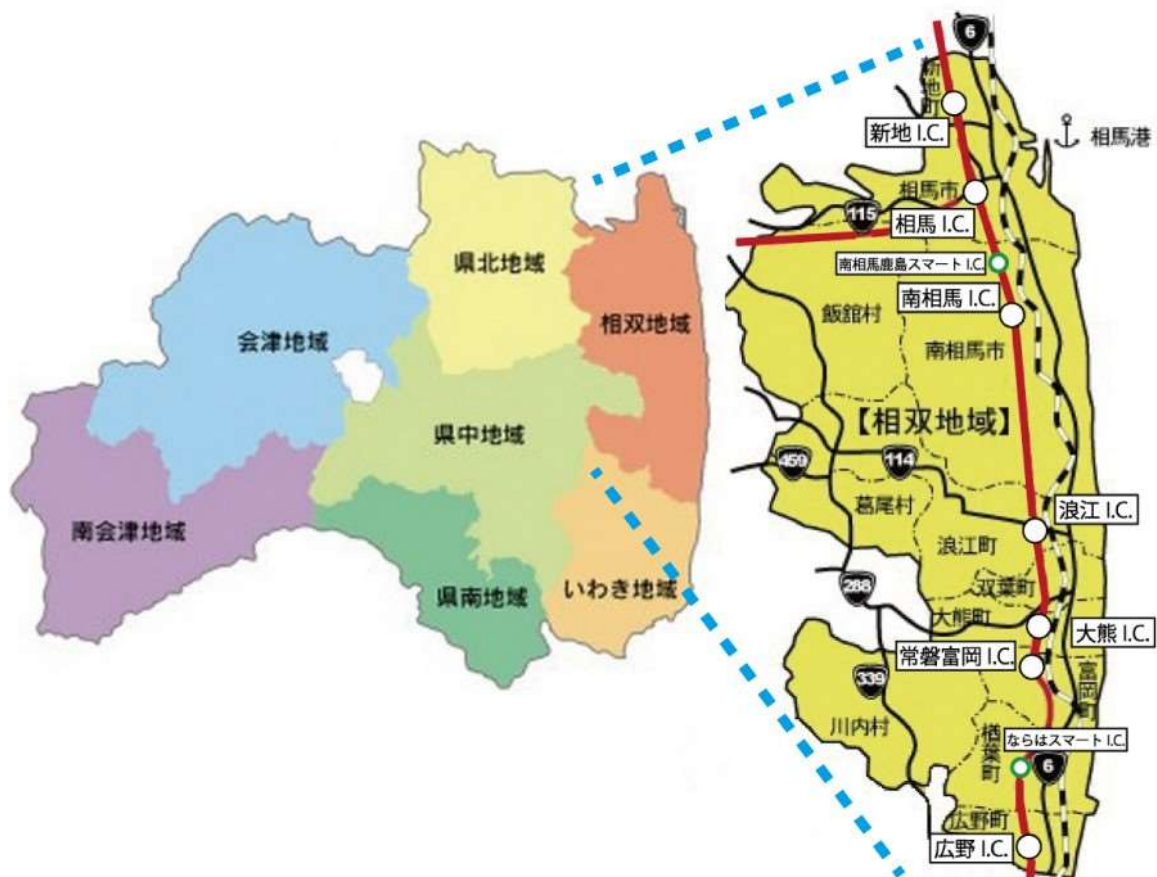 県北地域
相双地域
会津地域
県中地域
南会津地域
県南地域
いわき地域
6
新地町
新地 I.C.
相馬港
相馬市
115
相馬 I.C.
南相馬鹿島スマート I.C.
南相馬 I.C.
飯舘村
南相馬市
【相双地域】
459
114
葛尾村
浪江 I.C.
浪江町
双葉町
288
大熊町
大熊 I.C.
常磐富岡 I.C.
富岡町
339
川内村
楢葉町
ならはスマート I.C.
6
広野町
広野 I.C.